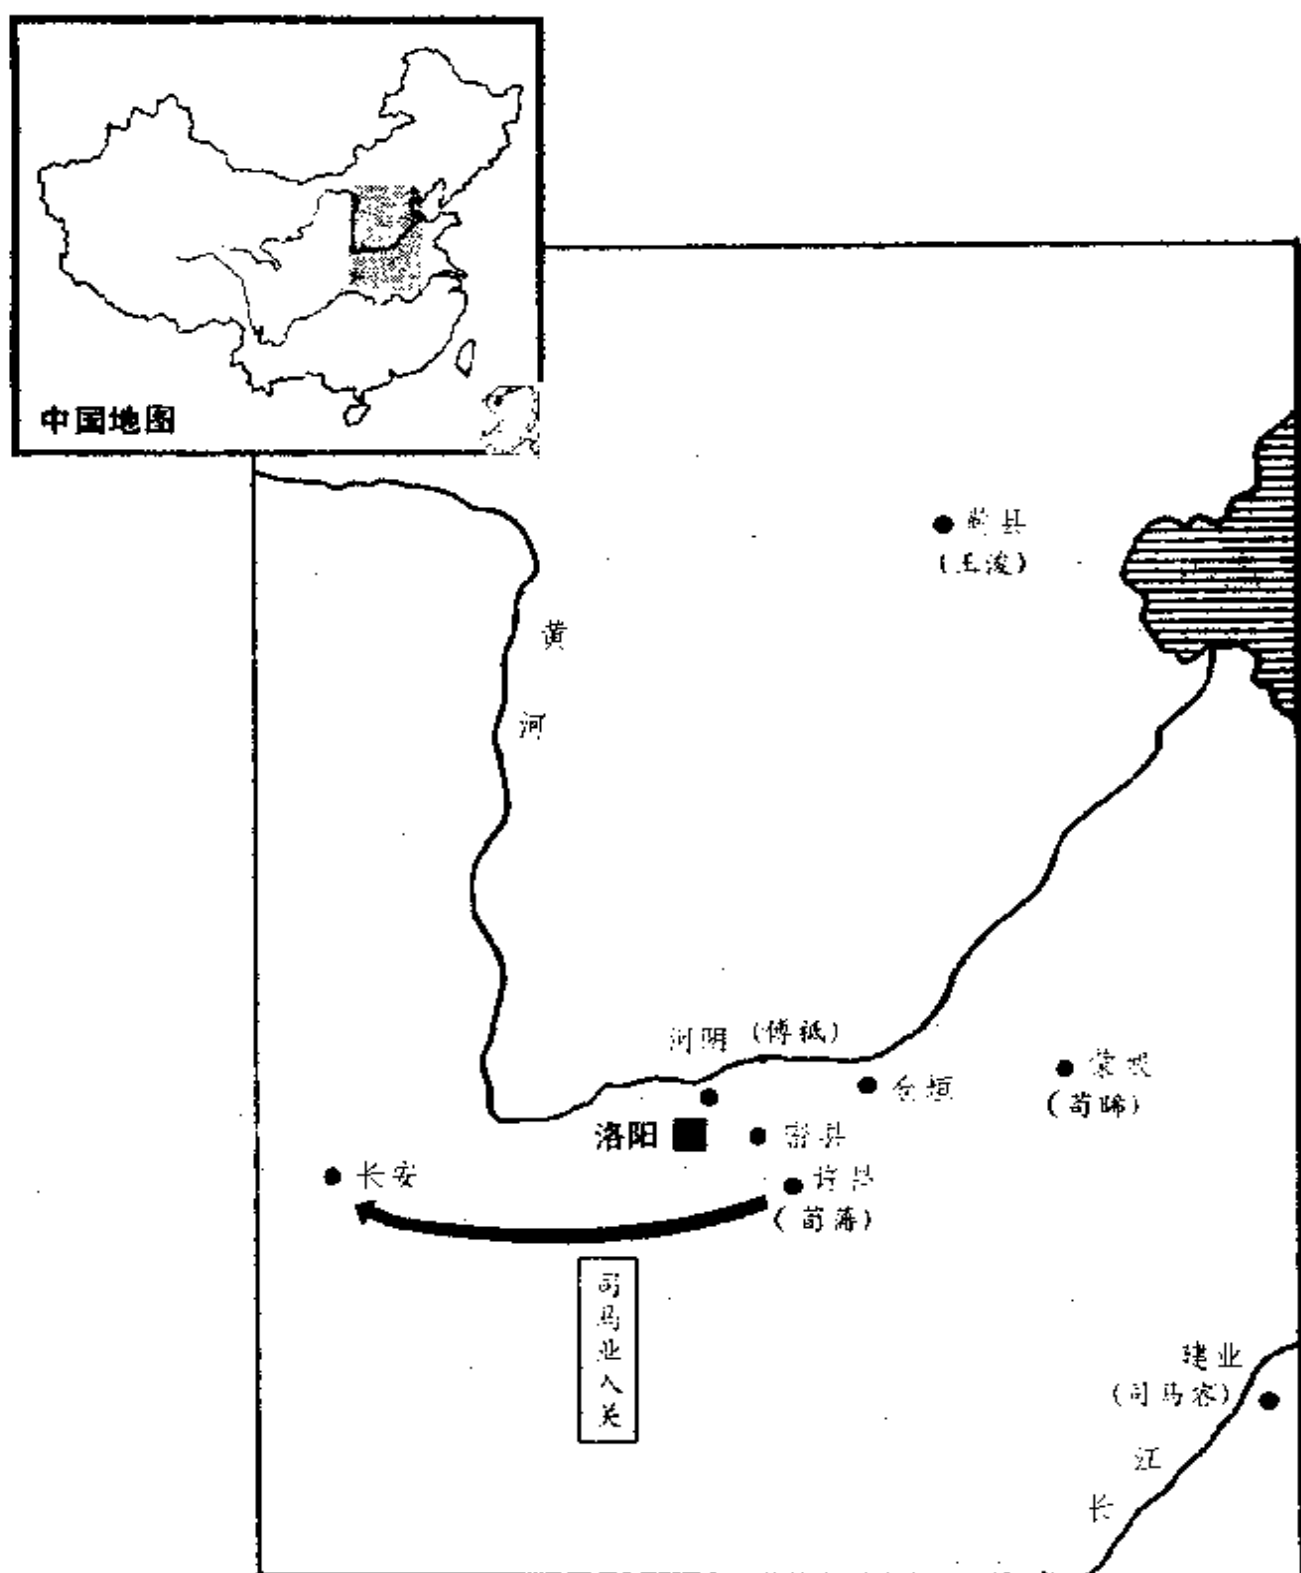 中国地图
蓟县
(王浚)
黄
河
河阴 (傅祗)
仓垣
蒙城
(苟晞)
洛阳
密县
长安
许昌
(荀藩)
司马业入关
建业
(司马睿)
江
长